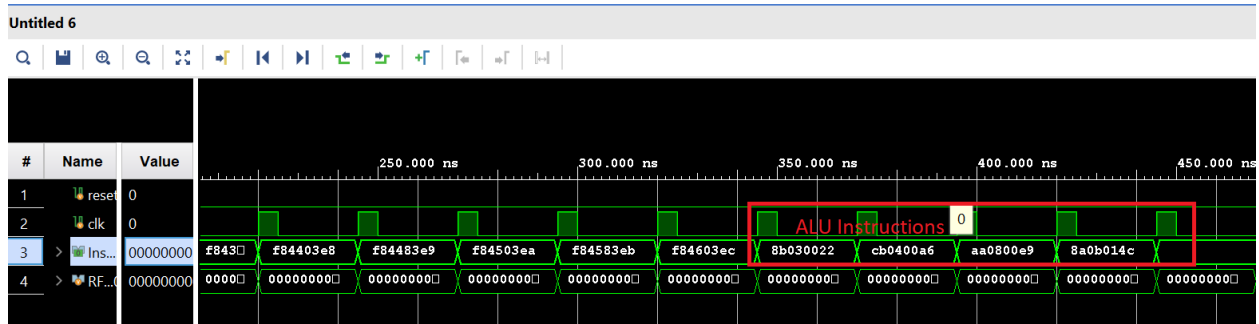 Untitled 6
# Name Value
250.000 ns 300.000 ns 350.000 ns 400.000 ns 450.000 ns
1 reset 0
2 clk 0
ALU Instructions 0
3 Ins... 00000000 f843 f84403e8 f84483e9 f84503ea f84583eb f84603ec 8b030022 cb0400a6 aa0800e9 8a0b014c
4 RF... 00000000 0000 00000000 00000000 00000000 00000000 00000000 00000000 00000000 00000000 00000000 00000000